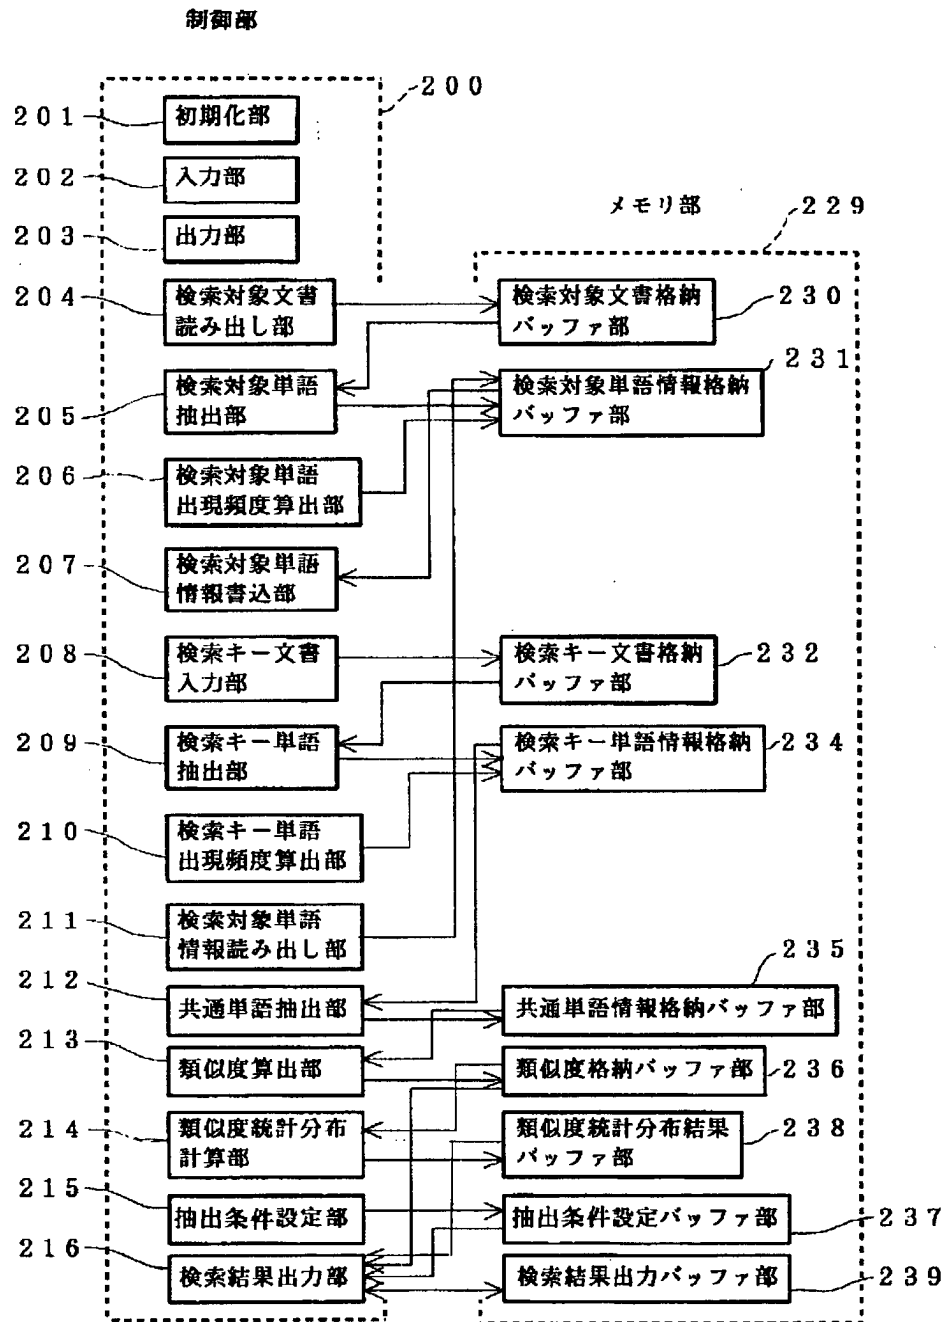 制御部
200
201
初期化部
202
入力部
メモリ部
229
203
出力部
204
検索対象文書
読み出し部
検索対象文書格納
バッファ部
230
231
205
検索対象単語
抽出部
検索対象単語情報格納
バッファ部
206
検索対象単語
出現頻度算出部
207
検索対象単語
情報書込部
208
検索キー文書
入力部
検索キー文書格納
バッファ部
232
209
検索キー単語
抽出部
検索キー単語情報格納
バッファ部
234
210
検索キー単語
出現頻度算出部
211
検索対象単語
情報読み出し部
235
212
共通単語抽出部
共通単語情報格納バッファ部
213
類似度算出部
類似度格納バッファ部
236
214
類似度統計分布
計算部
類似度統計分布結果
バッファ部
238
215
抽出条件設定部
抽出条件設定バッファ部
237
216
検索結果出力部
検索結果出力バッファ部
239